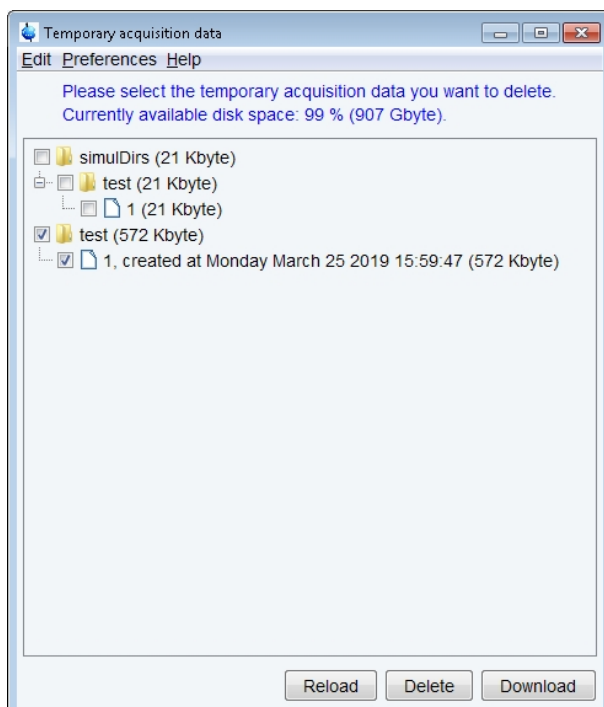 Temporary acquisition data
Edit Preferences Help
Please select the temporary acquisition data you want to delete.
Currently available disk space: 99 % (907 Gbyte).
simulDirs (21 Kbyte)
test (21 Kbyte)
1 (21 Kbyte)
test (572 Kbyte)
1, created at Monday March 25 2019 15:59:47 (572 Kbyte)
Reload Delete Download